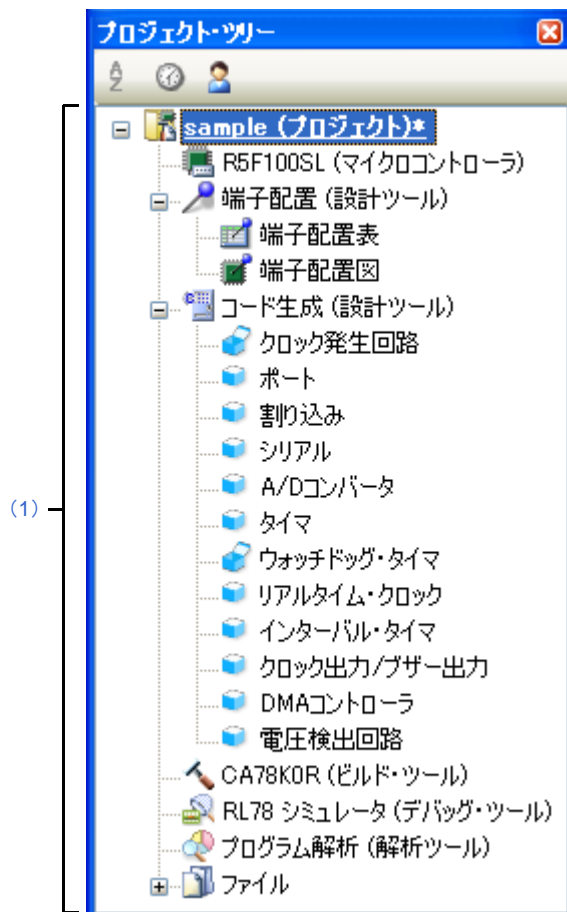 プロジェクト・ツリー
sample (プロジェクト)*
R5F100SL (マイクロコントローラ)
端子配置 (設計ツール)
端子配置表
端子配置図
コード生成 (設計ツール)
クロック発生回路
ポート
割り込み
シリアル
(1)
A/Dコンバータ
タイマ
ウォッチドッグ・タイマ
リアルタイム・クロック
インターバル・タイマ
クロック出力/ブザー出力
DMAコントローラ
電圧検出回路
CA78K0R (ビルド・ツール)
RL78 シミュレータ (デバッグ・ツール)
プログラム解析 (解析ツール)
ファイル